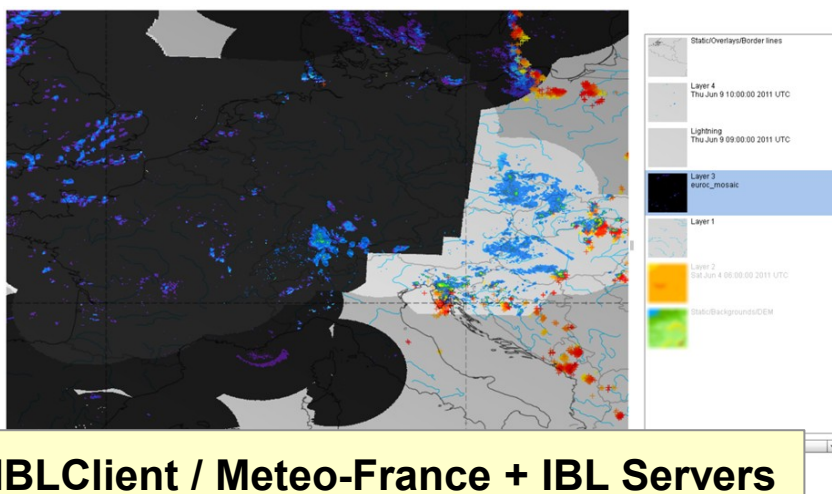 Static/Overlays/Border lines
Layer 4
Thu Jun 9 10:00:00 2011 UTC
Lightning
Thu Jun 9 09:00:00 2011 UTC
Layer 3
euroc_mosaic
Layer 1
Layer 2
Sat Jun 4 06:00:00 2011 UTC
Static/Backgrounds/DEM
IBLClient / Meteo-France + IBL Servers